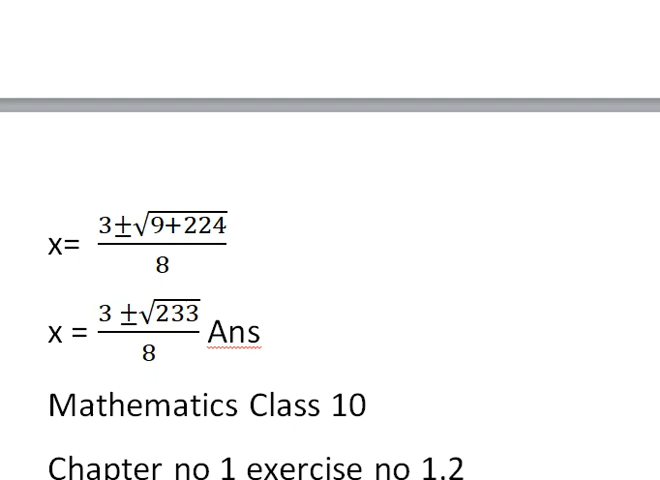 x= 3±√9+224
8
x = 3 ±√233 Ans
8
Mathematics Class 10
Chapter no 1 exercise no 1.2